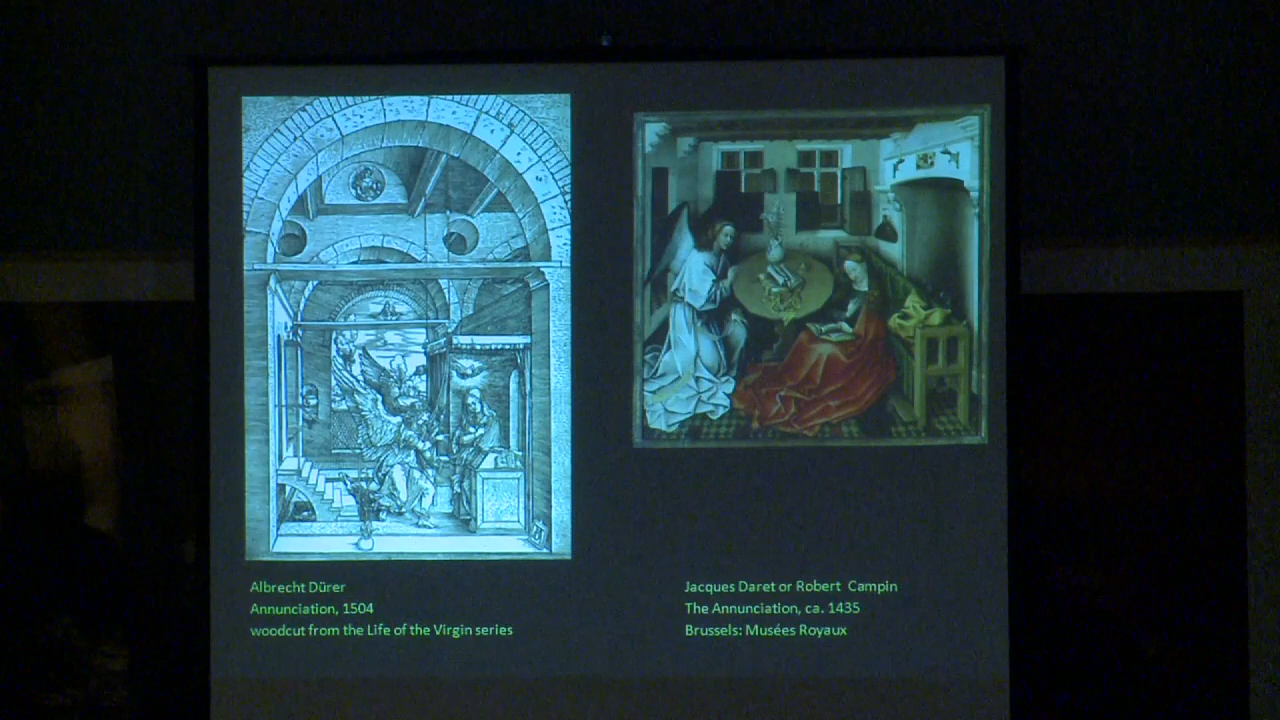 Albrecht Dürer
Annunciation, 1504
woodcut from the Life of the Virgin series
Jacques Daret or Robert Campin
The Annunciation, ca. 1435
Brussels: Musées Royaux